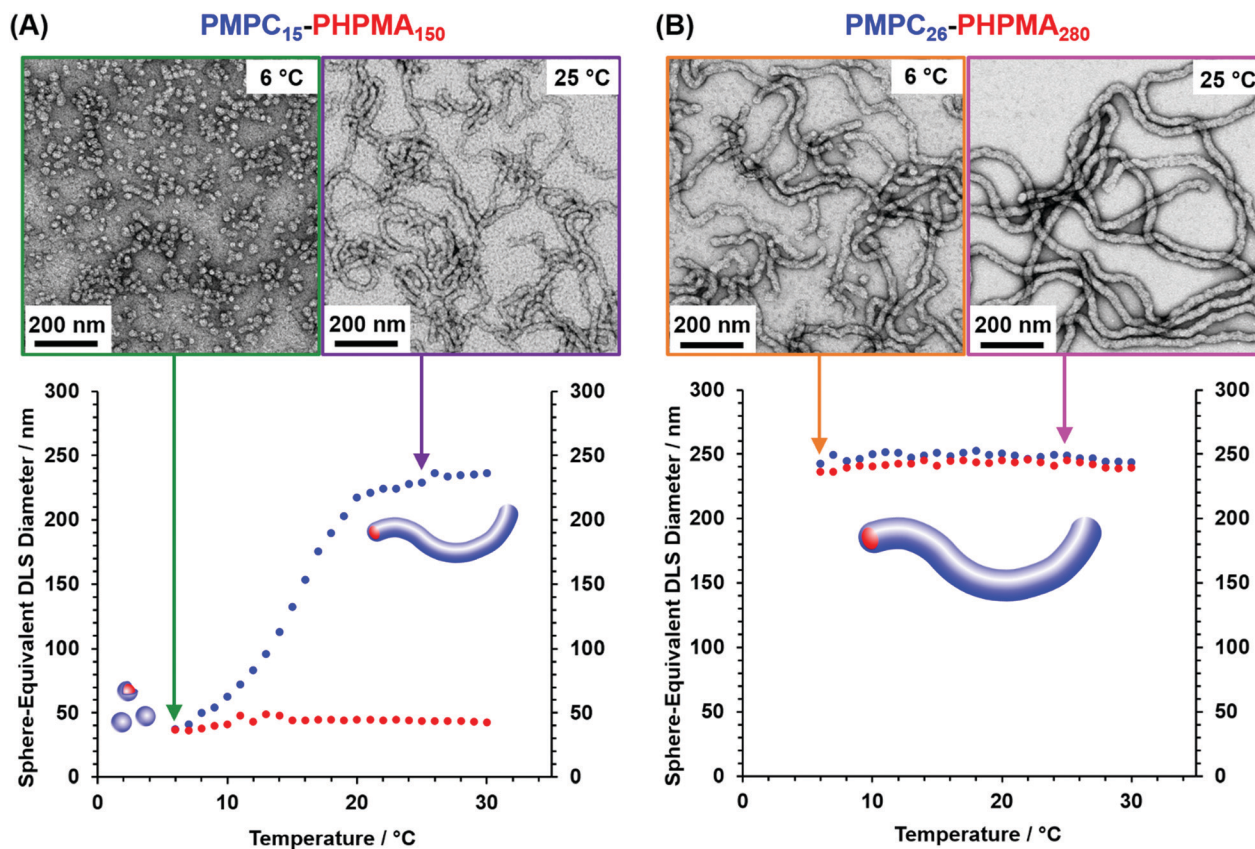 (A) PMPC15-PHPMA150
6 °C
25 °C
200 nm
200 nm
300
250
200
150
100
50
0
Sphere-Equivalent DLS Diameter / nm
300
250
200
150
100
50
0
0 10 20 30
Temperature / °C
(B) PMPC26-PHPMA280
6 °C
25 °C
200 nm
200 nm
300
250
200
150
100
50
0
Sphere-Equivalent DLS Diameter / nm
300
250
200
150
100
50
0
0 10 20 30
Temperature / °C